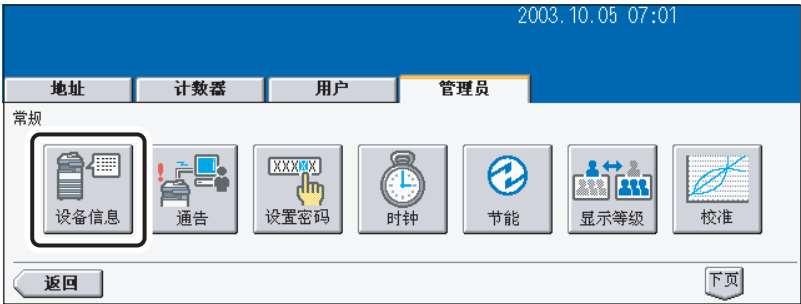 2003.10.05 07:01
地址 计数器 用户 管理员
常规
XXXXX
设备信息 通告 设置密码 时钟 节能 显示等级 校准
返回 下页